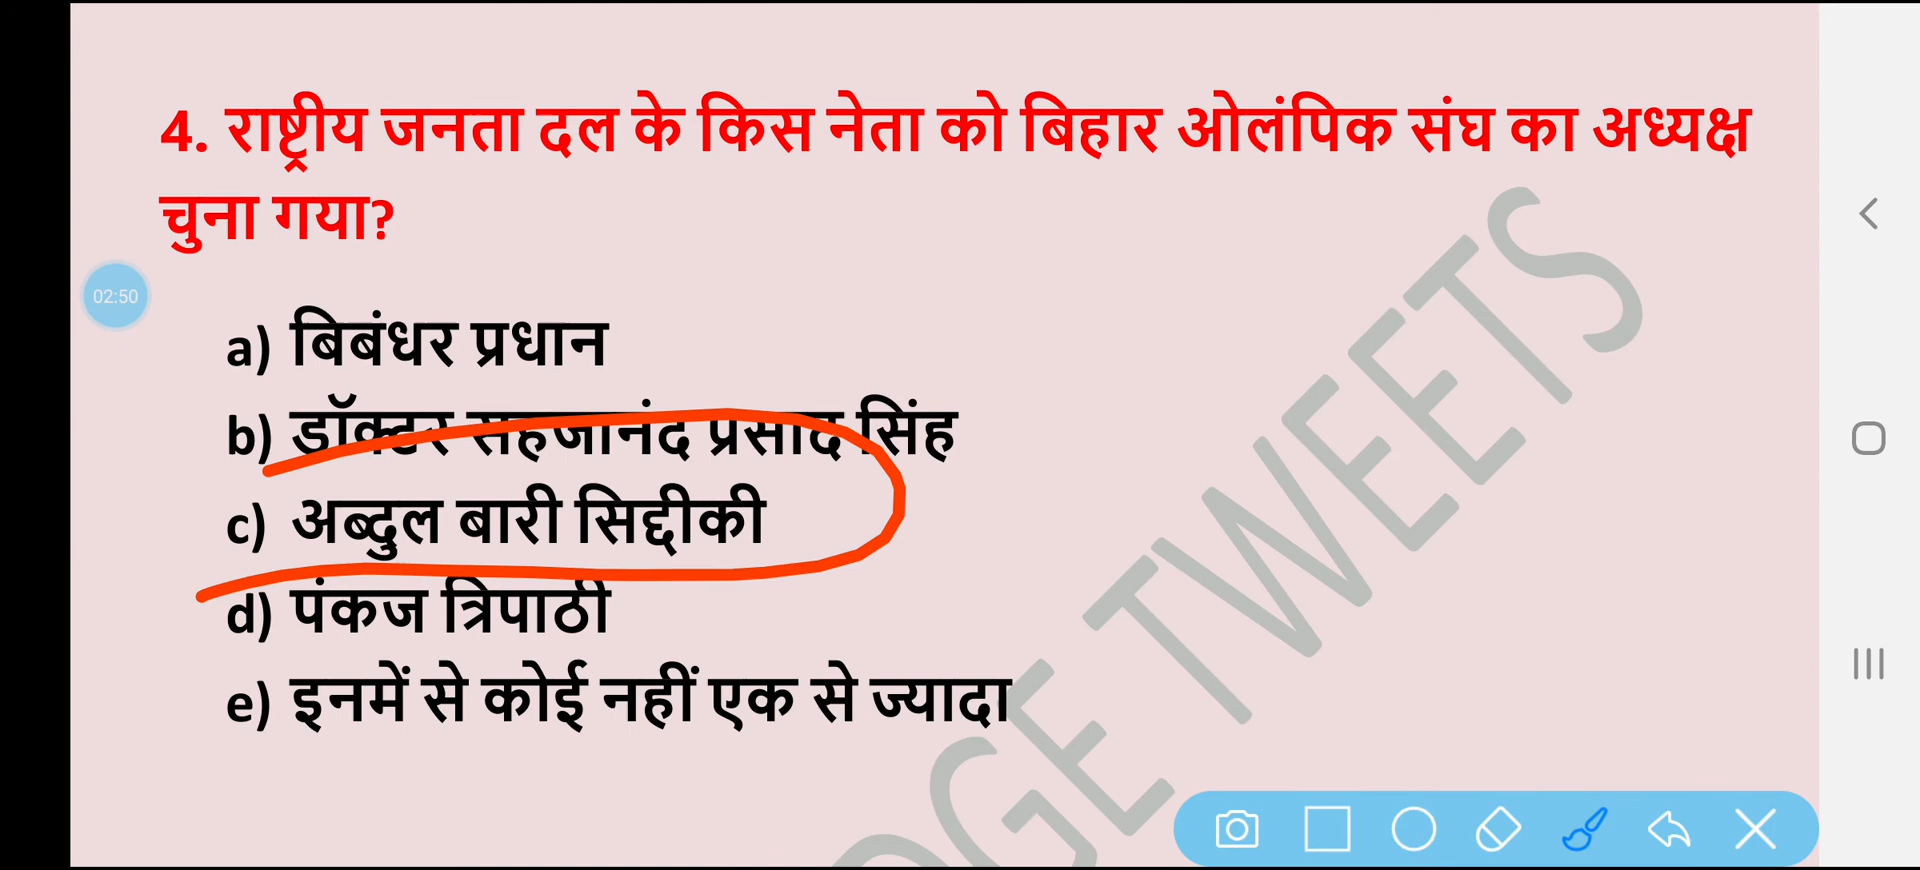 4. राष्ट्रीय जनता दल के किस नेता को बिहार ओलंपिक संघ का अध्यक्ष
चुना गया?
02:50
a) बिबंधर प्रधान
b) डॉक्टर सहजानंद प्रसाद सिंह
c) अब्दुल बारी सिद्दीकी
d) पंकज त्रिपाठी
e) इनमें से कोई नहीं एक से ज्यादा
DGE TWEETS